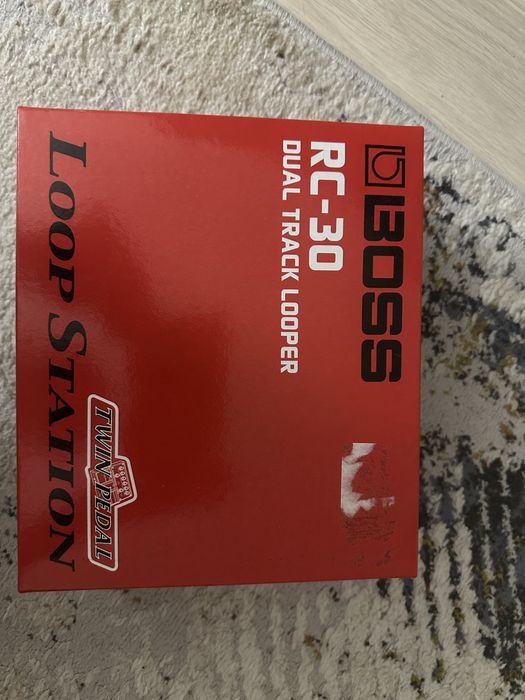 BOSS
RC-30
DUAL TRACK LOOPER
TWIN PEDAL
LOOP STATION